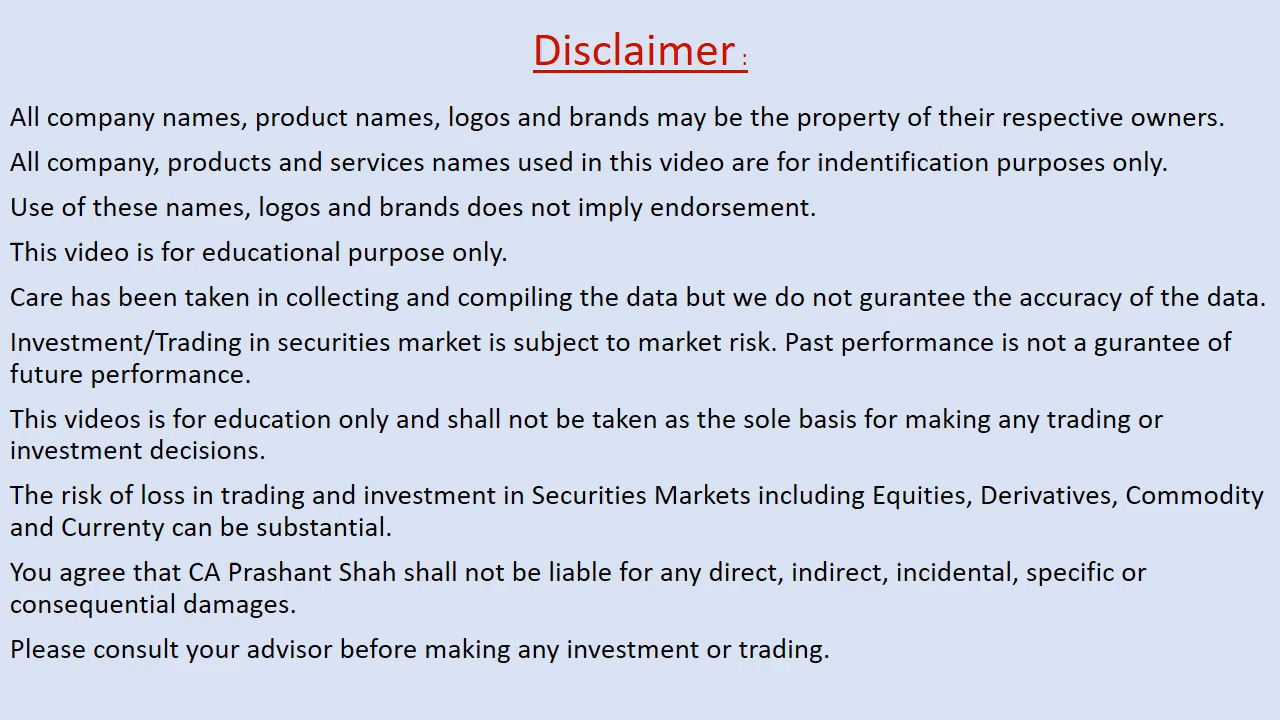 Disclaimer :
All company names, product names, logos and brands may be the property of their respective owners.
All company, products and services names used in this video are for indentification purposes only.
Use of these names, logos and brands does not imply endorsement.
This video is for educational purpose only.
Care has been taken in collecting and compiling the data but we do not gurantee the accuracy of the data.
Investment/Trading in securities market is subject to market risk. Past performance is not a gurantee of
future performance.
This videos is for education only and shall not be taken as the sole basis for making any trading or
investment decisions.
The risk of loss in trading and investment in Securities Markets including Equities, Derivatives, Commodity
and Currenty can be substantial.
You agree that CA Prashant Shah shall not be liable for any direct, indirect, incidental, specific or
consequential damages.
Please consult your advisor before making any investment or trading.